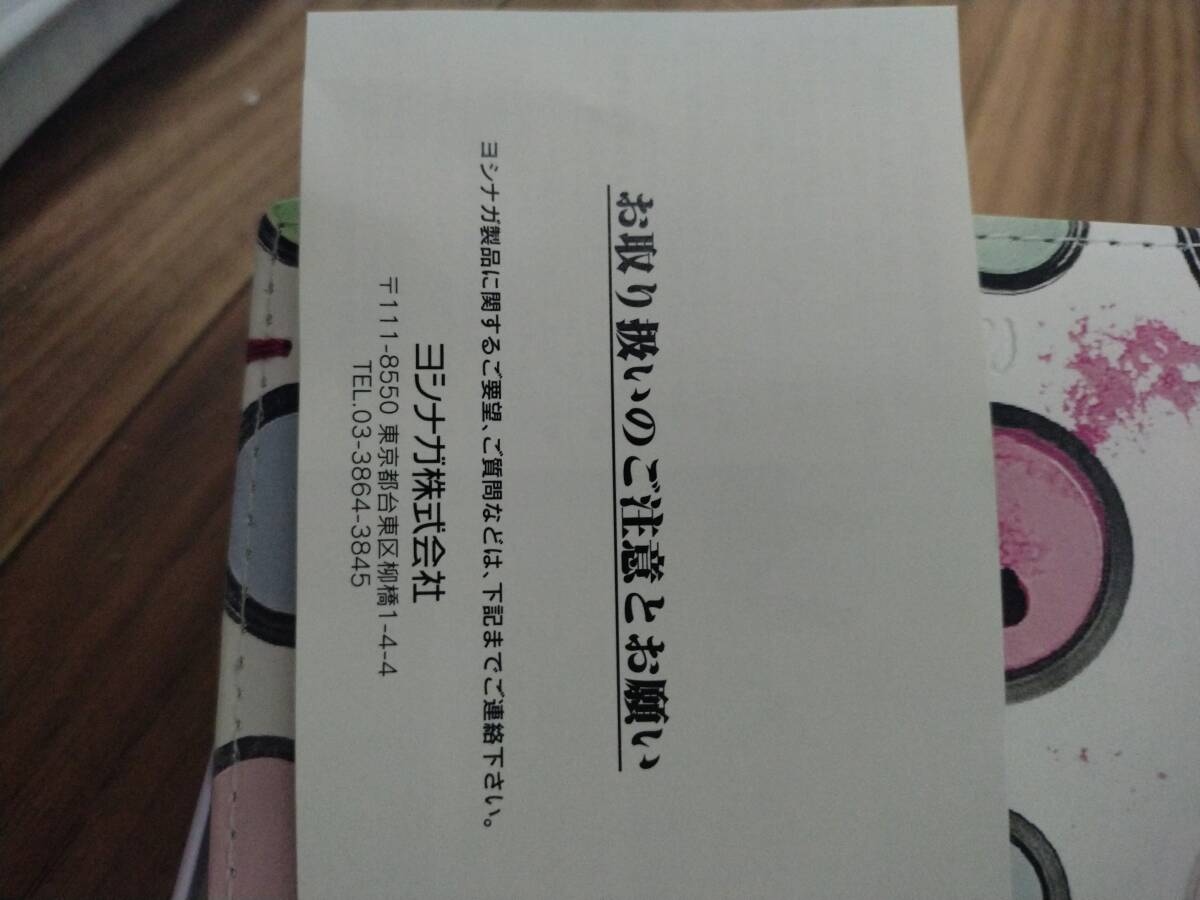 お取り扱いのご注意とお願い
ヨシナガ製品に関するご要望、ご質問などは、下記までご連絡下さい。
ヨシナガ株式会社
〒111-8550 東京都台東区柳橋1-4-4
TEL.03-3864-3845